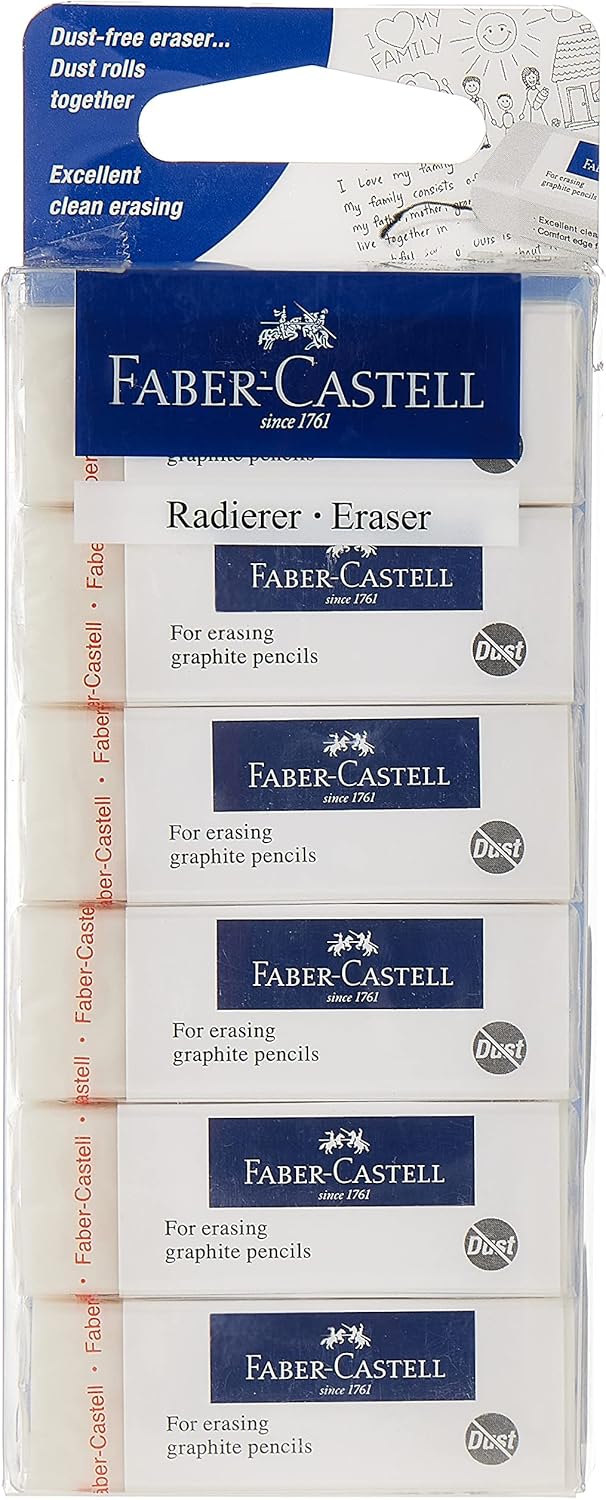 Dust-free eraser...
Dust rolls
together
Excellent
clean erasing
I MY
FAMILY
I Love my family
My family consists
my father, mother,
live together in
For erasing
graphite pencils
Excellent
Comfort edge
FABER-CASTELL
since 1761
graphite pencils
Radierer · Eraser
FABER-CASTELL
since 1761
For erasing
graphite pencils
Dust
Faber-Castell
FABER-CASTELL
since 1761
For erasing
graphite pencils
Dust
FABER-CASTELL
since 1761
For erasing
graphite pencils
Dust
Faber-Castell
FABER-CASTELL
since 1761
For erasing
graphite pencils
Dust
Faber-Castell
FABER-CASTELL
since 1761
For erasing
graphite pencils
Dust